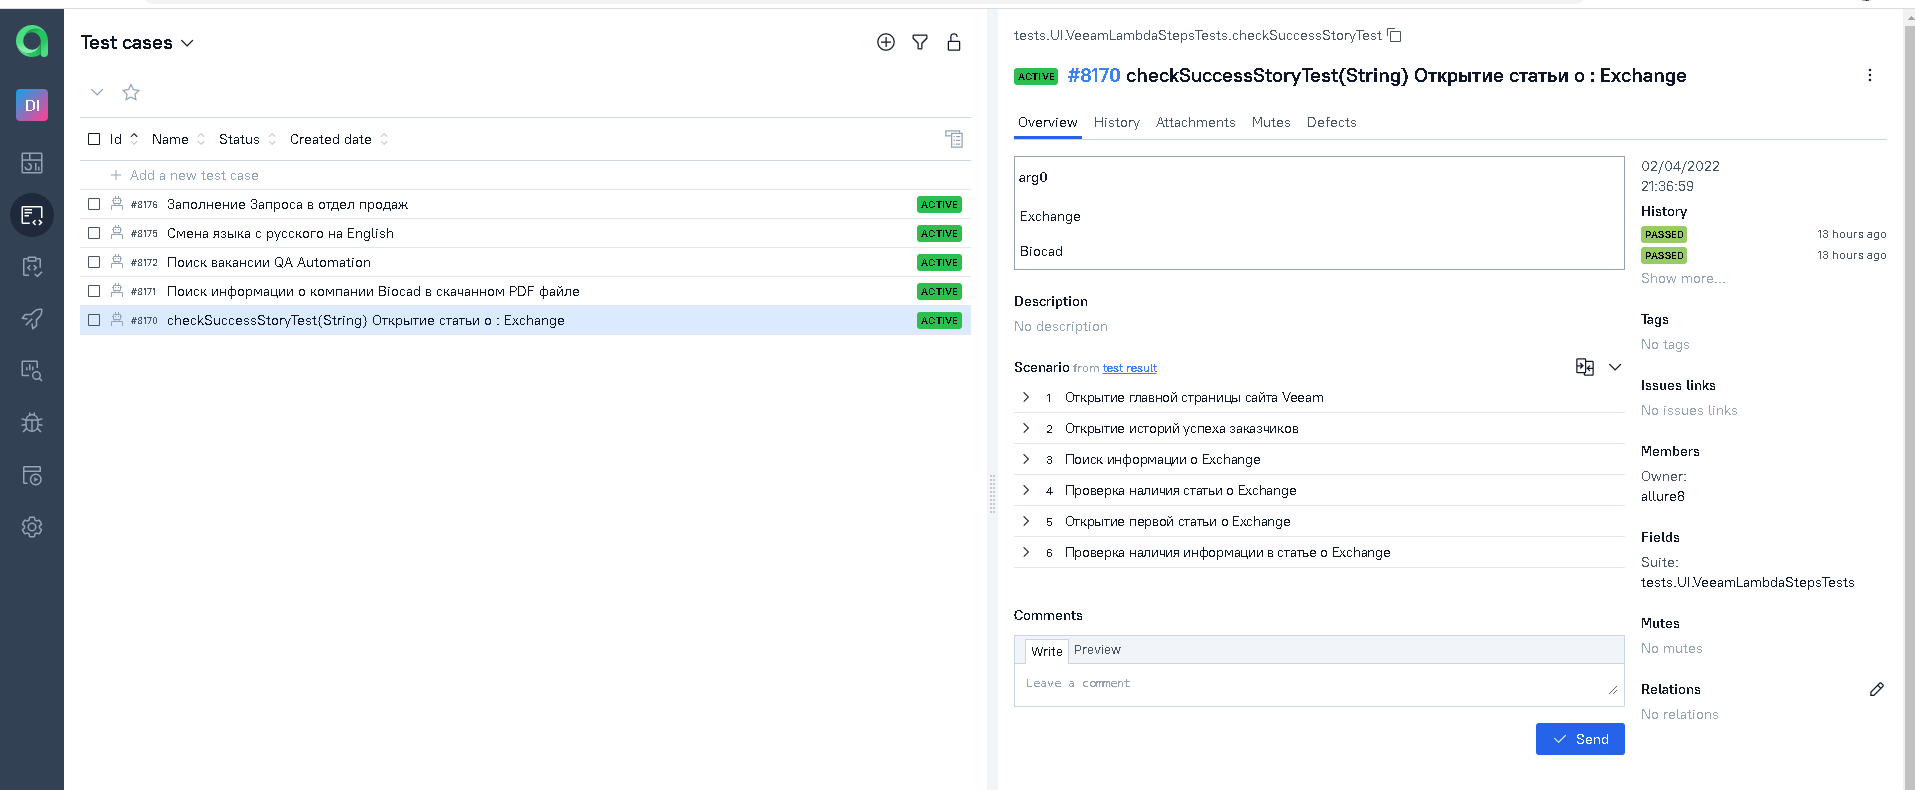 Test cases
DI
Id Name Status Created date
Add a new test case
#8176 Заполнение Запроса в отдел продаж ACTIVE
#8175 Смена языка с русского на English ACTIVE
#8172 Поиск вакансии QA Automation ACTIVE
#8171 Поиск информации о компании Biocad в скачанном PDF файле ACTIVE
#8170 checkSuccessStoryTest{String} Открытие статьи о : Exchange ACTIVE
tests.UI.VeeamLambdaStepsTests.checkSuccessStoryTest
ACTIVE #8170 checkSuccessStoryTest{String} Открытие статьи о : Exchange
Overview History Attachments Mutes Defects
arg0
Exchange
Biocad
Description
No description
Scenario from test result
1 Открытие главной страницы сайта Veeam
2 Открытие историй успеха заказчиков
3 Поиск информации о Exchange
4 Проверка наличия статьи о Exchange
5 Открытие первой статьи о Exchange
6 Проверка наличия информации в статье о Exchange
Comments
Write Preview
Leave a comment
Send
02/04/2022
21:36:59
History
PASSED 13 hours ago
PASSED 13 hours ago
Show more...
Tags
No tags
Issues links
No issues links
Members
Owner:
allure8
Fields
Suite:
tests.UI.VeeamLambdaStepsTests
Mutes
No mutes
Relations
No relations